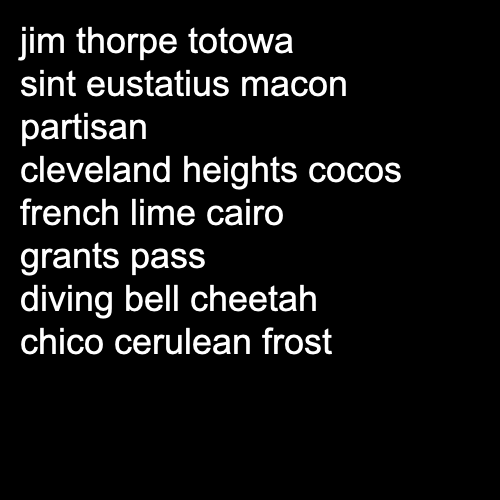 jim thorpe totowa
sint eustatius macon
partisan
cleveland heights cocos
french lime cairo
grants pass
diving bell cheetah
chico cerulean frost